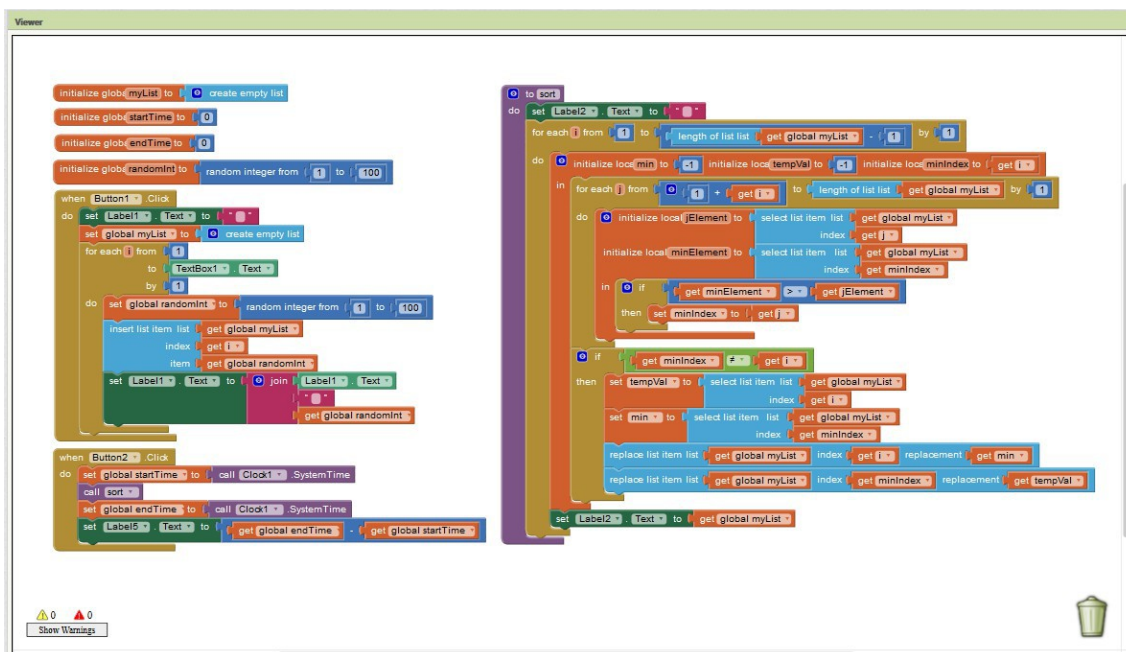 Viewer
initialize global myList to create empty list
initialize global startTime to 0
initialize global endTime to 0
initialize global randomInt to random integer from 1 to 100
when Button1 .Click
do set Label1 . Text to " "
set global myList to create empty list
for each i from 1
to TextBox1 . Text
by 1
do set global randomInt to random integer from 1 to 100
insert list item list get global myList
index get i
item get global randomInt
set Label1 . Text to join Label1 . Text
" "
get global randomInt
when Button2 .Click
do set global startTime to call Clock1 .SystemTime
call sort
set global endTime to call Clock1 .SystemTime
set Label5 . Text to get global endTime - get global startTime
to sort
do set Label2 . Text to " "
for each i from 1 to length of list list get global myList - 1 by 1
do initialize local min to -1 initialize local tempVal to -1 initialize local minIndex to get i
in for each j from 1 + get i to length of list list get global myList by 1
do initialize local jElement to select list item list get global myList
index get j
initialize local minElement to select list item list get global myList
index get minIndex
in if get minElement > get jElement
then set minIndex to get j
if get minIndex ≠ get i
then set tempVal to select list item list get global myList
index get i
set min to select list item list get global myList
index get minIndex
replace list item list get global myList index get i replacement get min
replace list item list get global myList index get minIndex replacement get tempVal
set Label2 . Text to get global myList
0 0
Show Warnings